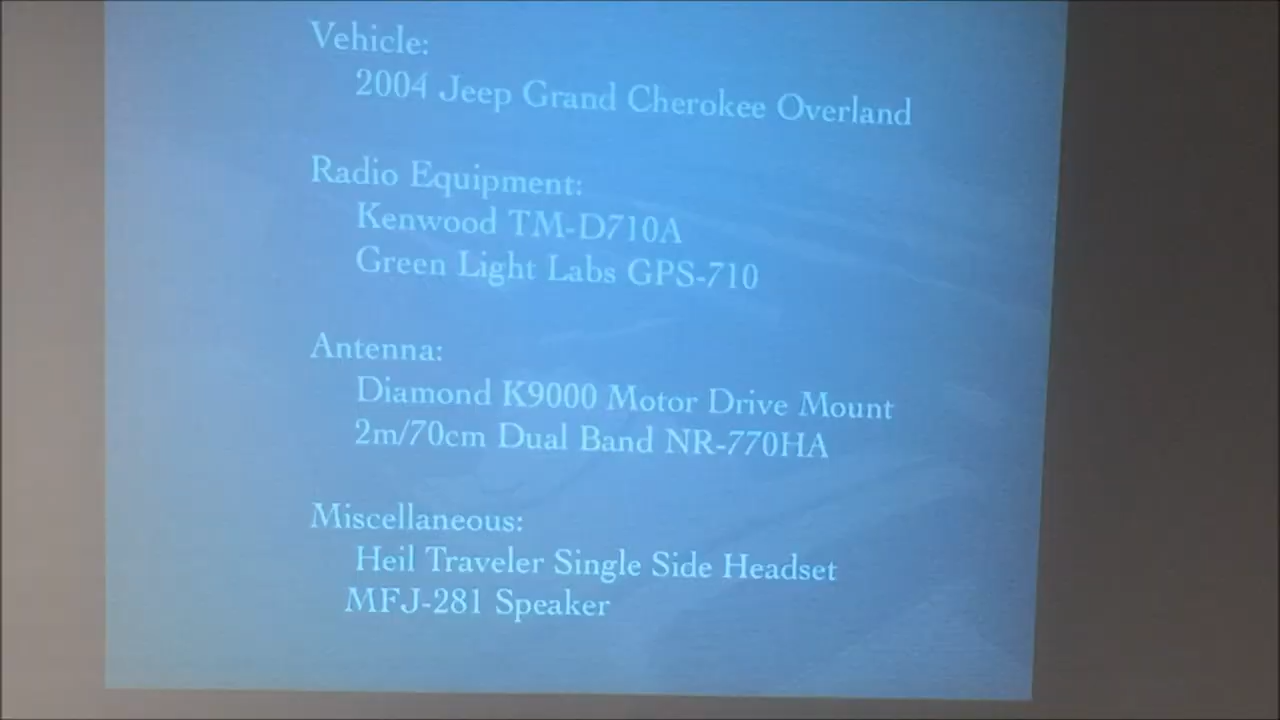 Vehicle:
2004 Jeep Grand Cherokee Overland
Radio Equipment:
Kenwood TM-D710A
Green Light Labs GPS-710
Antenna:
Diamond K9000 Motor Drive Mount
2m/70cm Dual Band NR-770HA
Miscellaneous:
Heil Traveler Single Side Headset
MFJ-281 Speaker